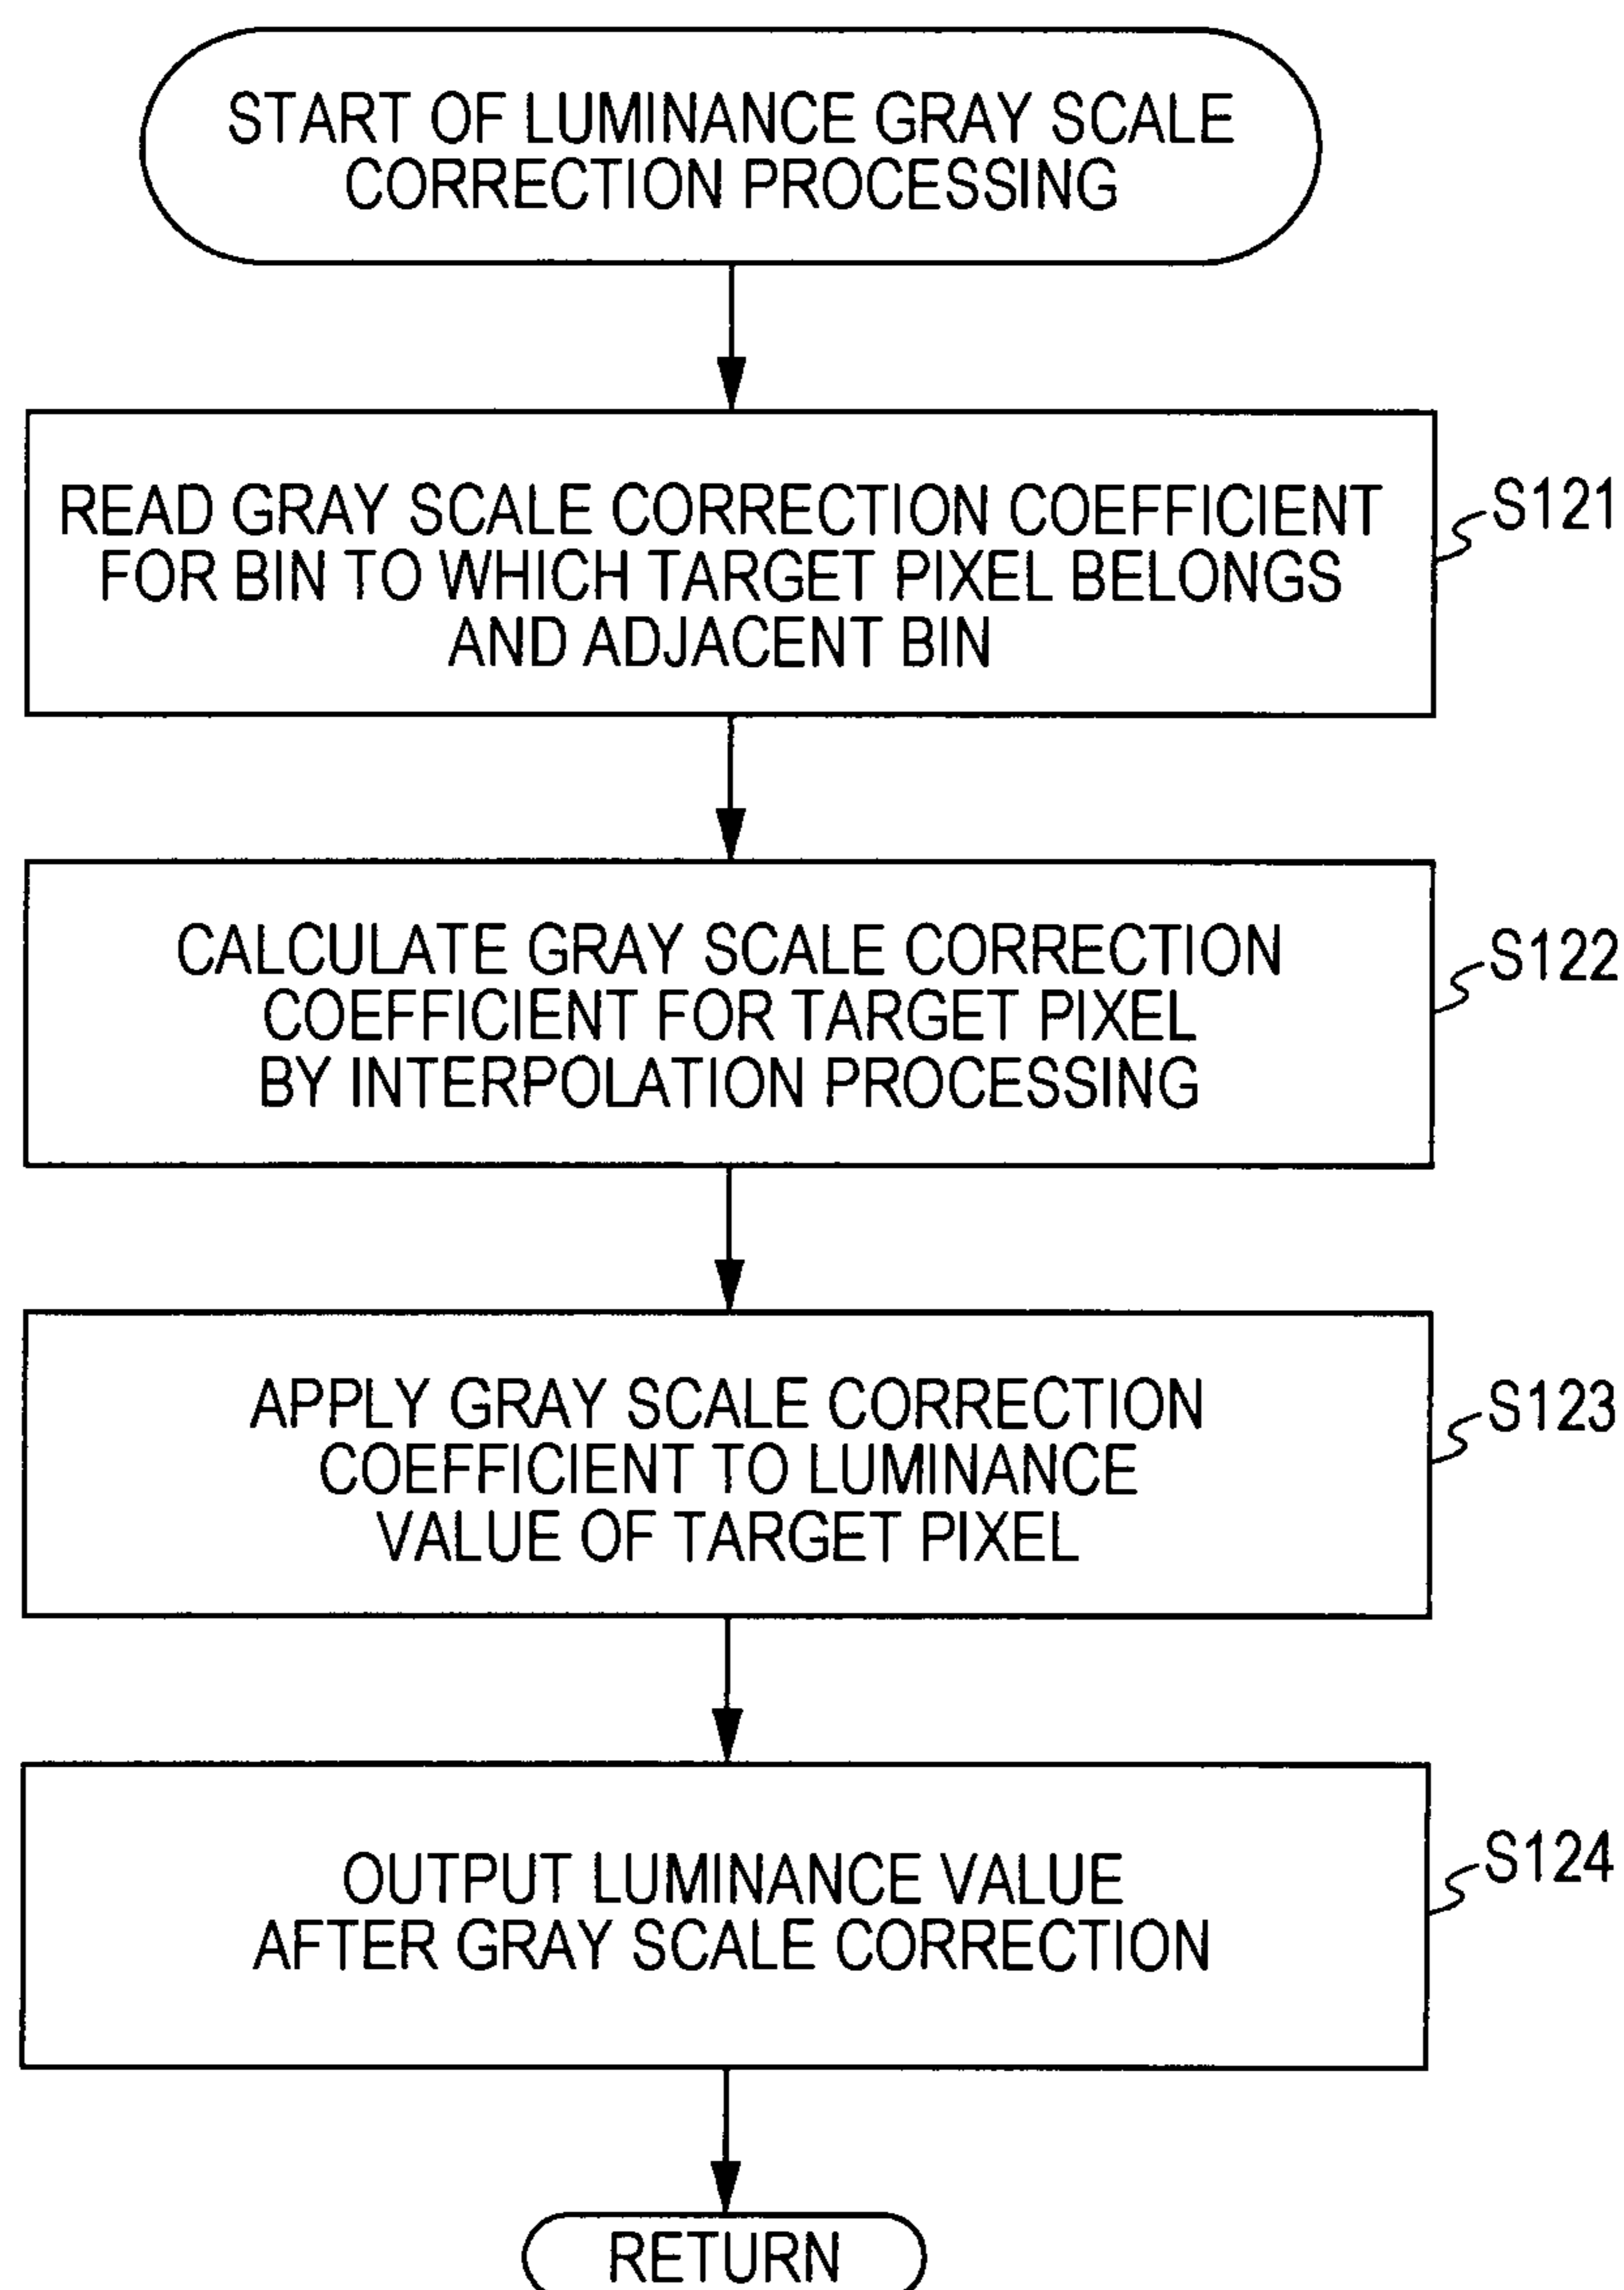 START OF LUMINANCE GRAY SCALE
CORRECTION PROCESSING
READ GRAY SCALE CORRECTION COEFFICIENT
FOR BIN TO WHICH TARGET PIXEL BELONGS
AND ADJACENT BIN
S121
CALCULATE GRAY SCALE CORRECTION
COEFFICIENT FOR TARGET PIXEL
BY INTERPOLATION PROCESSING
S122
APPLY GRAY SCALE CORRECTION
COEFFICIENT TO LUMINANCE
VALUE OF TARGET PIXEL
S123
OUTPUT LUMINANCE VALUE
AFTER GRAY SCALE CORRECTION
S124
RETURN